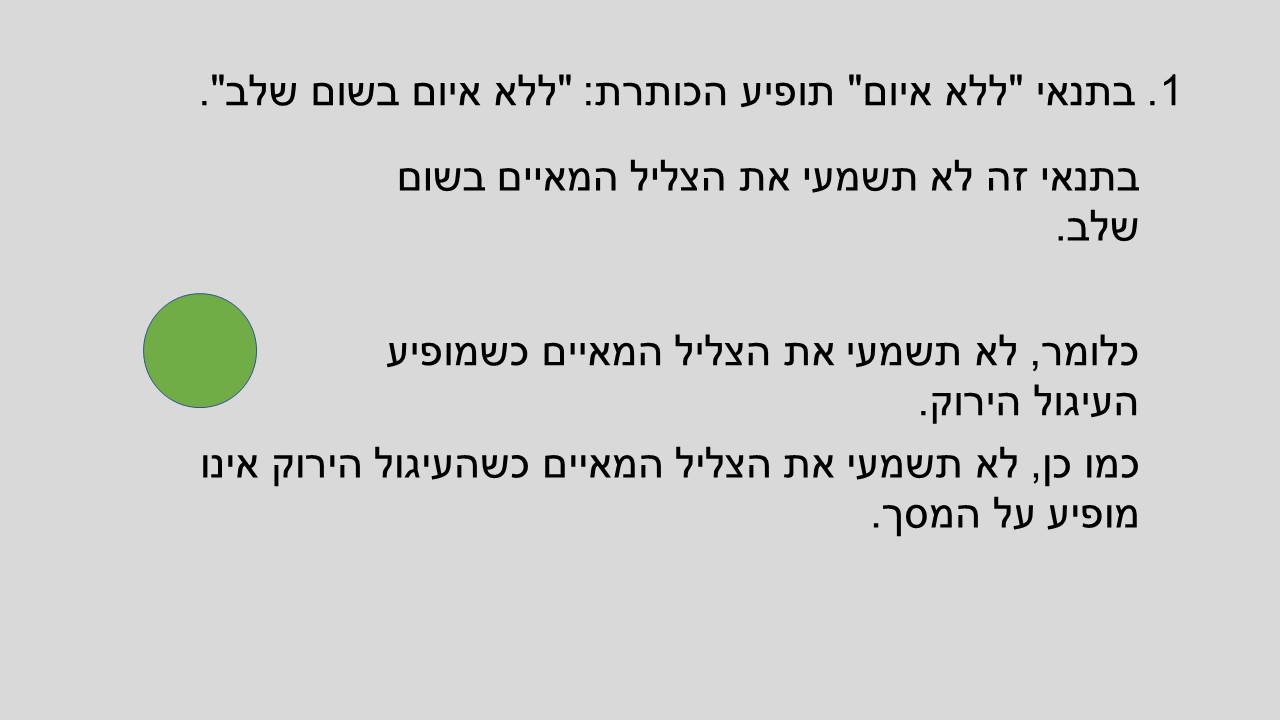 1. בתנאי "ללא איום" תופיע הכותרת: "ללא איום בשום שלב".
בתנאי זה לא תשמעי את הצליל המאיים בשום
שלב.
כלומר, לא תשמעי את הצליל המאיים כשמופיע
העיגול הירוק.
כמו כן, לא תשמעי את הצליל המאיים כשהעיגול הירוק אינו
מופיע על המסך.